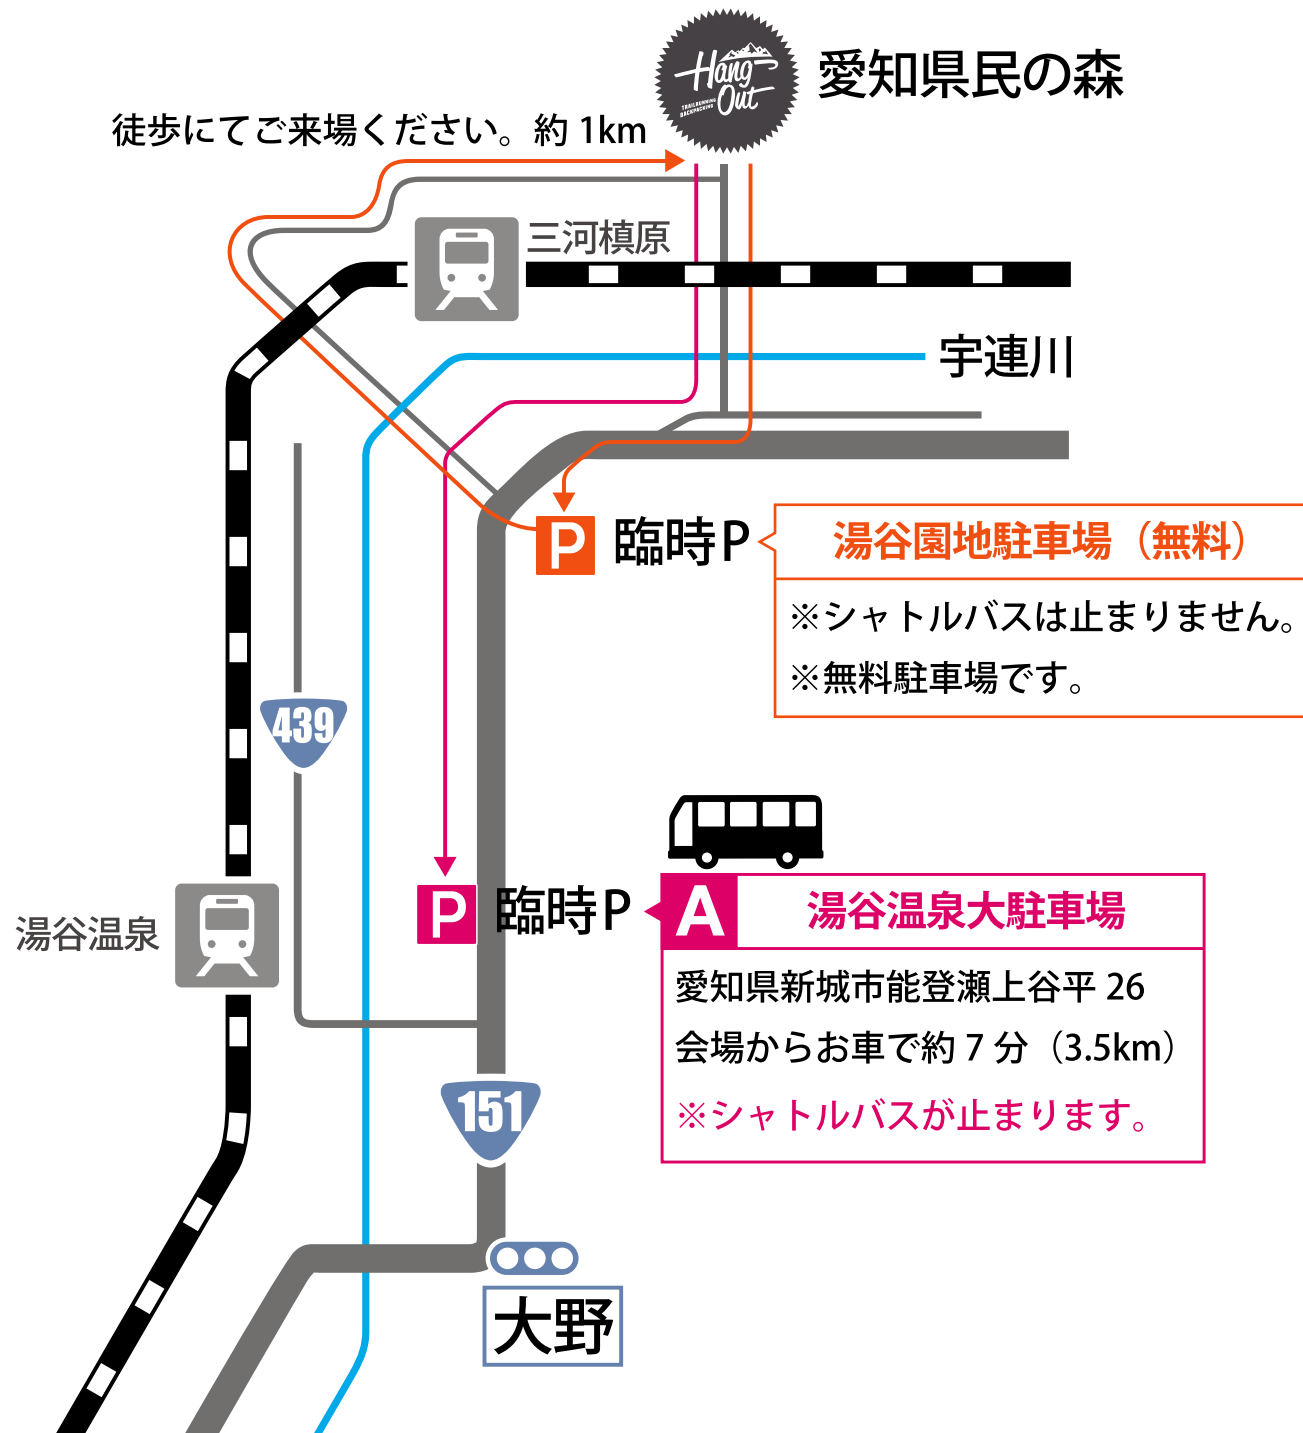 Hang
Out
TRAILRUNNING
BACKPACKING
愛知県民の森
徒歩にてご来場ください。約 1km
三河槙原
宇連川
P
臨時P
湯谷園地駐車場（無料）
※シャトルバスは止まりません。
※無料駐車場です。
439
P
臨時P
A
湯谷温泉大駐車場
湯谷温泉
愛知県新城市能登瀬上谷平 26
会場からお車で約 7 分（3.5km）
※シャトルバスが止まります。
151
大野